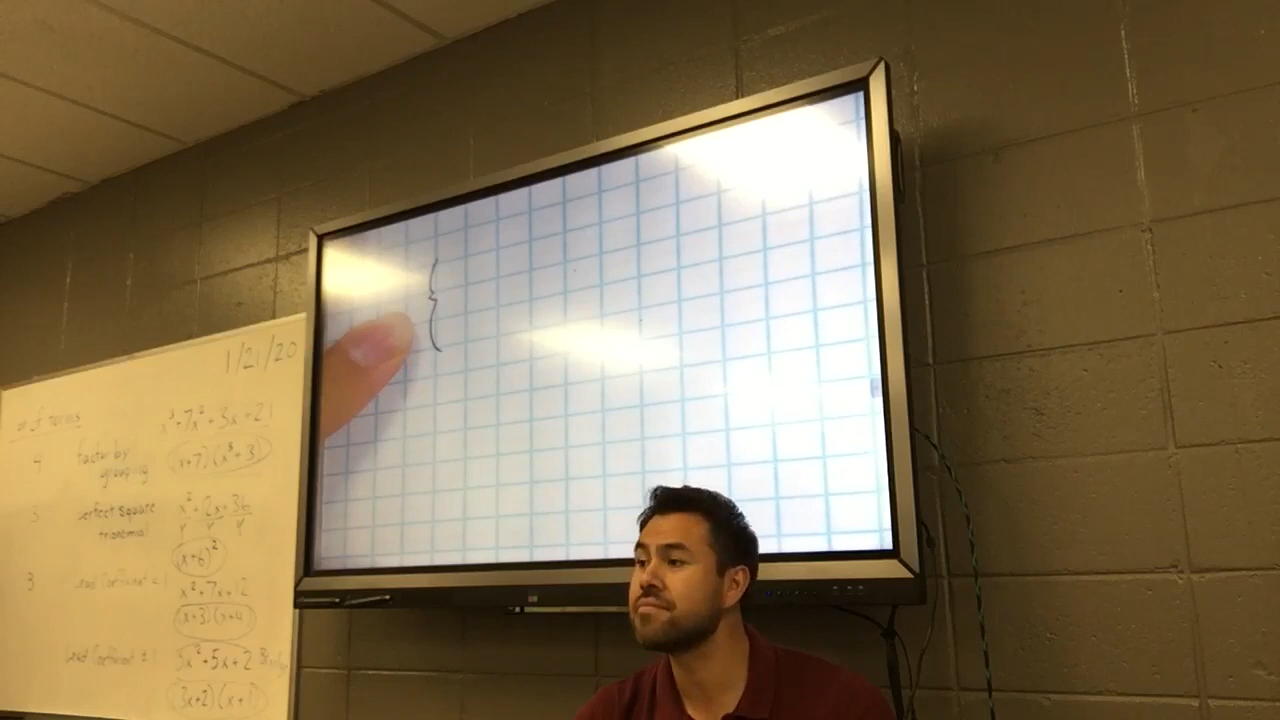 1/21/20
# of terms
x³+7x²+3x+21
4 factor by grouping
(x+7)(x²+3)
3 perfect square trionemial
x²+12x+36
(x+6)²
3 Lead Coefficient = 1
x²+7x+12
(x+3)(x+4)
Lead Coefficient ≠ 1
3x²+5x+2
(3x+2)(x+1)
{